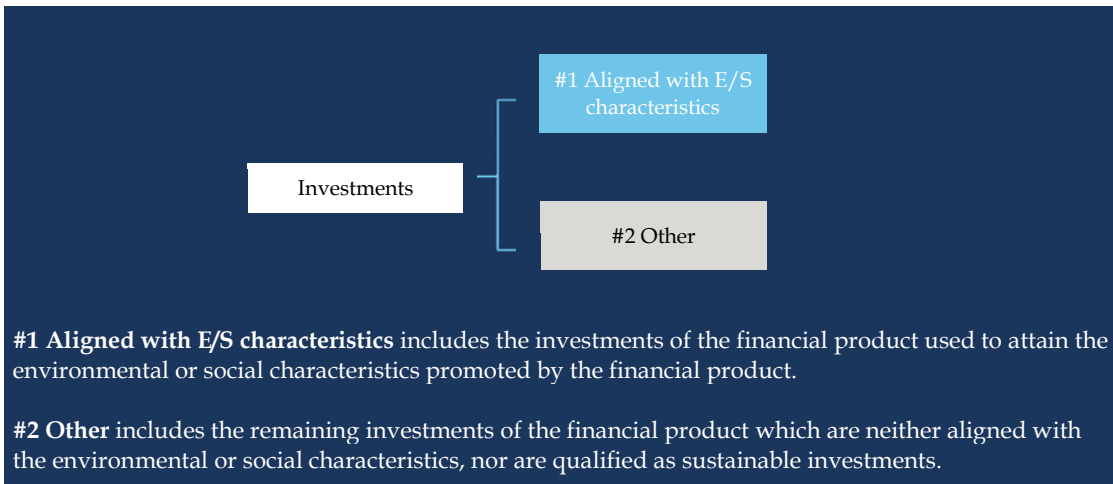 #1 Aligned with E/S
characteristics
Investments
#2 Other
#1 Aligned with E/S characteristics includes the investments of the financial product used to attain the
environmental or social characteristics promoted by the financial product.
#2 Other includes the remaining investments of the financial product which are neither aligned with
the environmental or social characteristics, nor are qualified as sustainable investments.